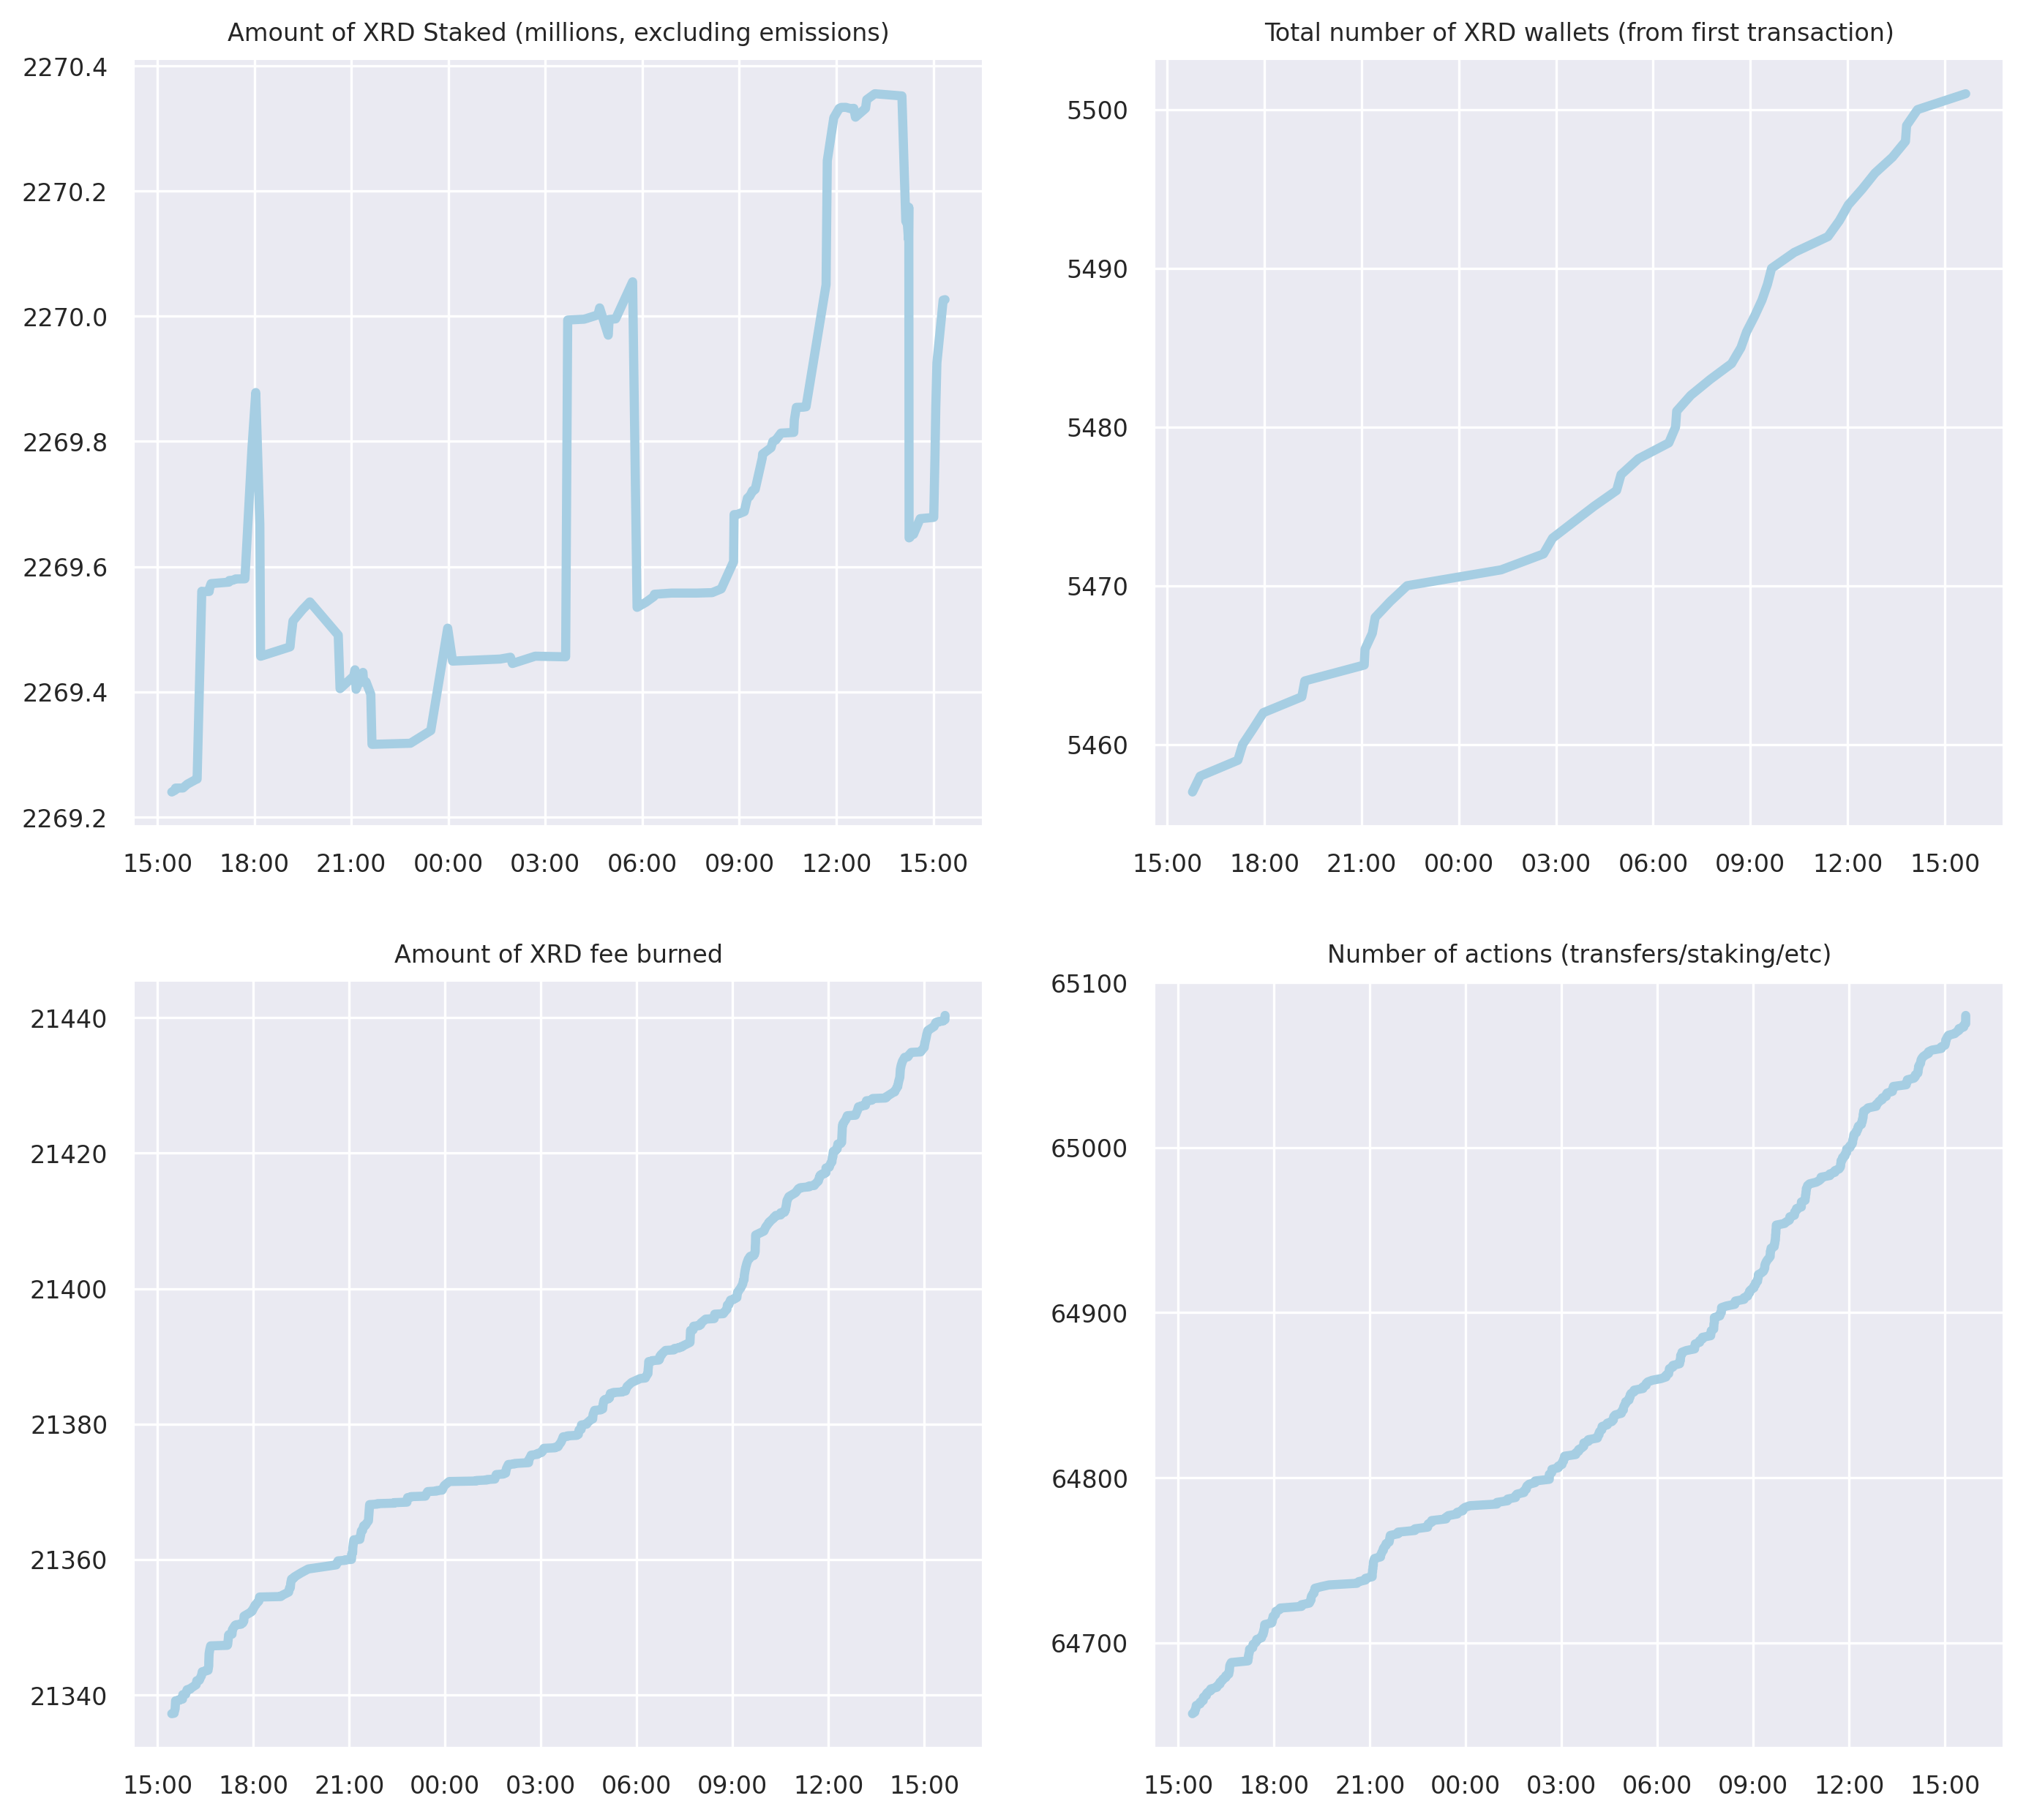 Amount of XRD Staked (millions, excluding emissions)
2270.4
2270.2
2270.0
2269.8
2269.6
2269.4
2269.2
15:00 18:00 21:00 00:00 03:00 06:00 09:00 12:00 15:00
Total number of XRD wallets (from first transaction)
5500
5490
5480
5470
5460
15:00 18:00 21:00 00:00 03:00 06:00 09:00 12:00 15:00
Amount of XRD fee burned
21440
21420
21400
21380
21360
21340
15:00 18:00 21:00 00:00 03:00 06:00 09:00 12:00 15:00
Number of actions (transfers/staking/etc)
65100
65000
64900
64800
64700
15:00 18:00 21:00 00:00 03:00 06:00 09:00 12:00 15:00